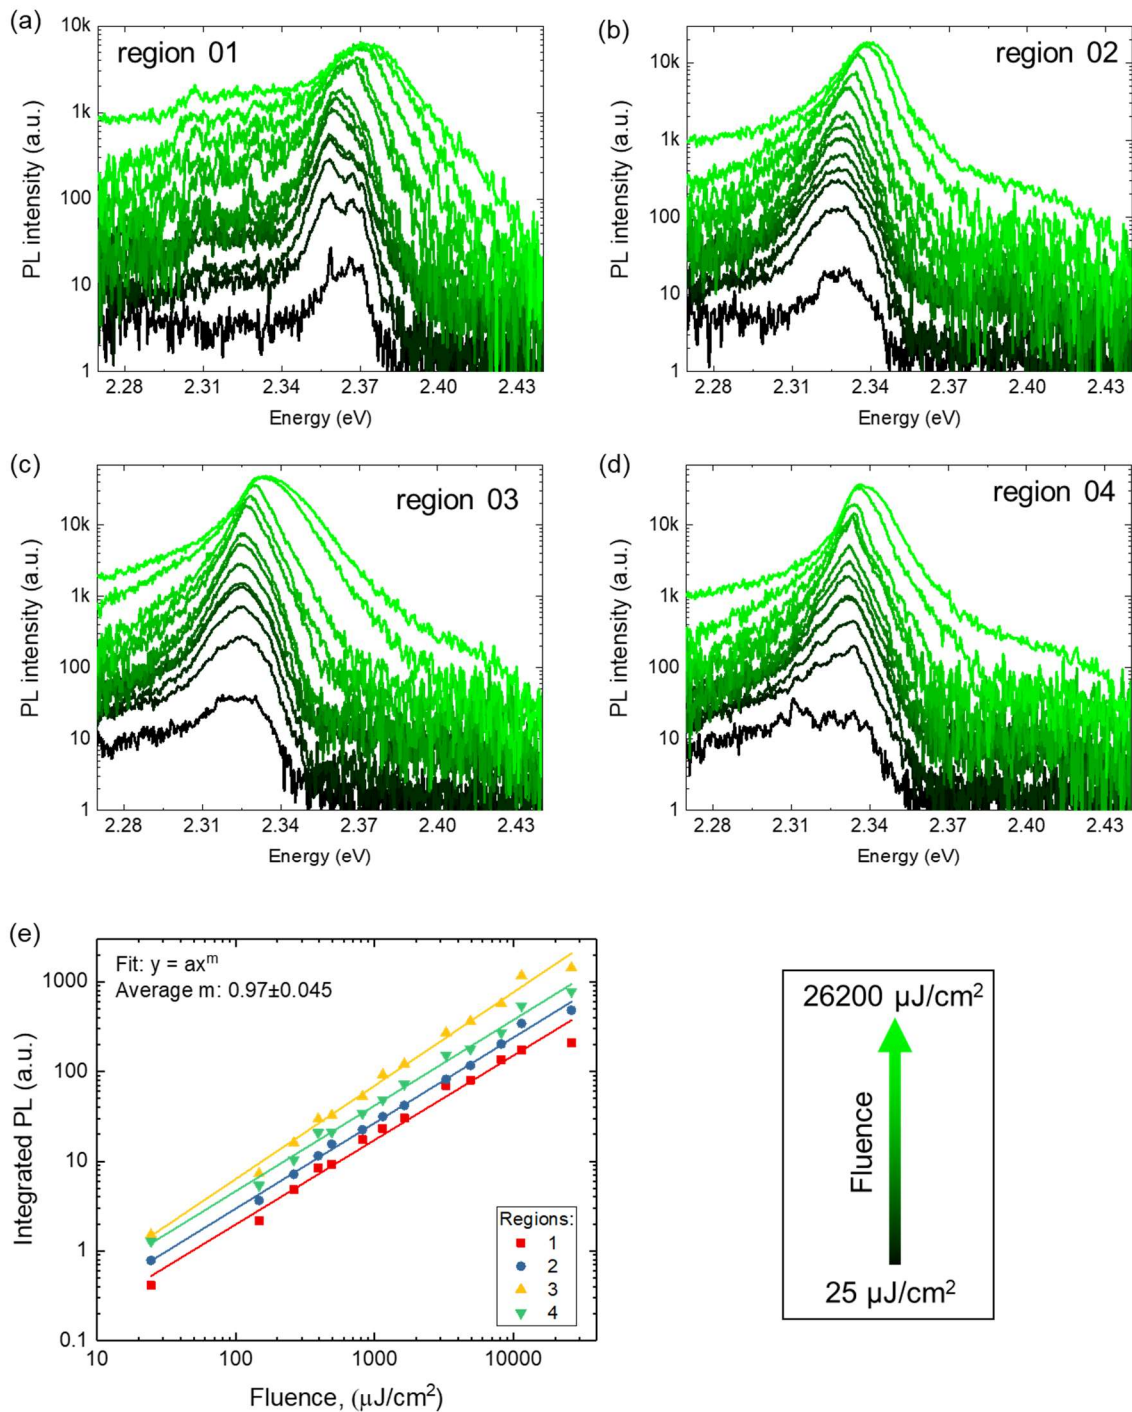 (a)
region 01
PL intensity (a.u.)
10k
1k
100
10
1
2.28 2.31 2.34 2.37 2.40 2.43
Energy (eV)
(b)
region 02
PL intensity (a.u.)
10k
1k
100
10
1
2.28 2.31 2.34 2.37 2.40 2.43
Energy (eV)
(c)
region 03
PL intensity (a.u.)
10k
1k
100
10
1
2.28 2.31 2.34 2.37 2.40 2.43
Energy (eV)
(d)
region 04
PL intensity (a.u.)
10k
1k
100
10
1
2.28 2.31 2.34 2.37 2.40 2.43
Energy (eV)
(e)
Fit: y = ax^m
Average m: 0.97±0.045
Integrated PL (a.u.)
1000
100
10
1
0.1
10 100 1000 10000
Fluence, (μJ/cm²)
Regions:
1
2
3
4
26200 μJ/cm²
Fluence
25 μJ/cm²